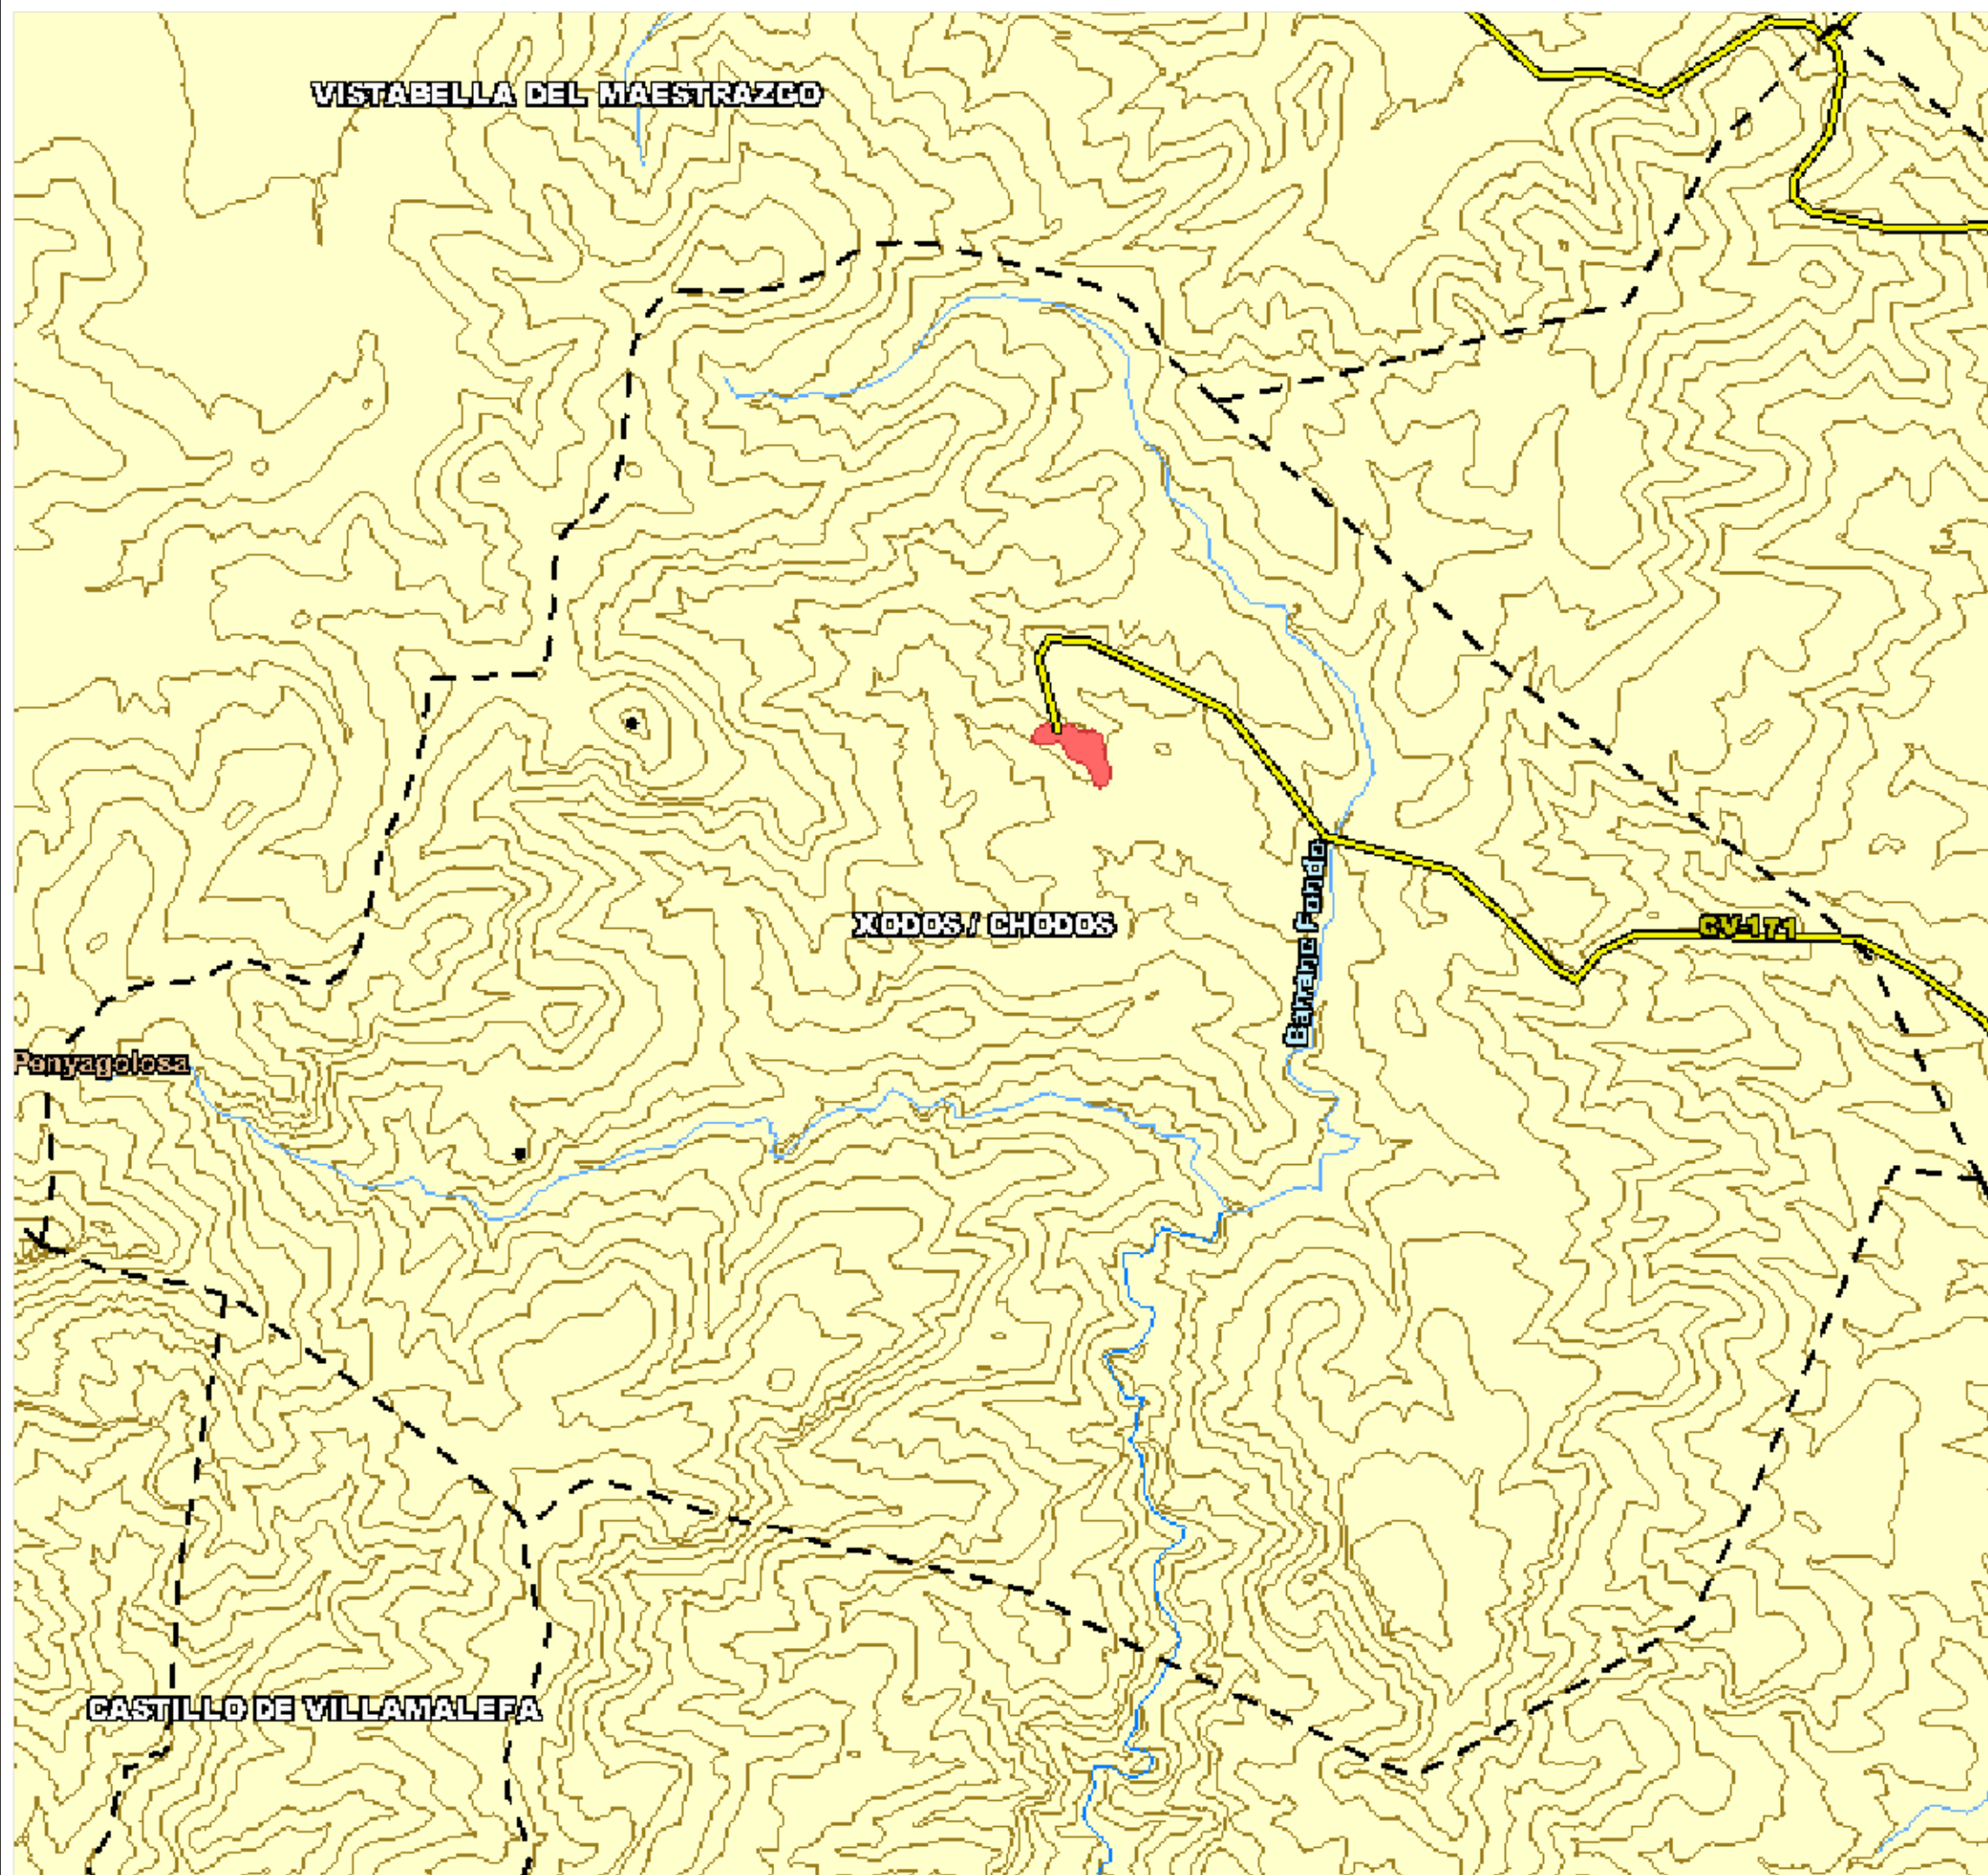 VISTABELLA DEL MAESTRAZGO
XODOS / CHODOS
Barranc Fondo
CV-171
Penyagolosa
CASTILLO DE VILLAMALEFA